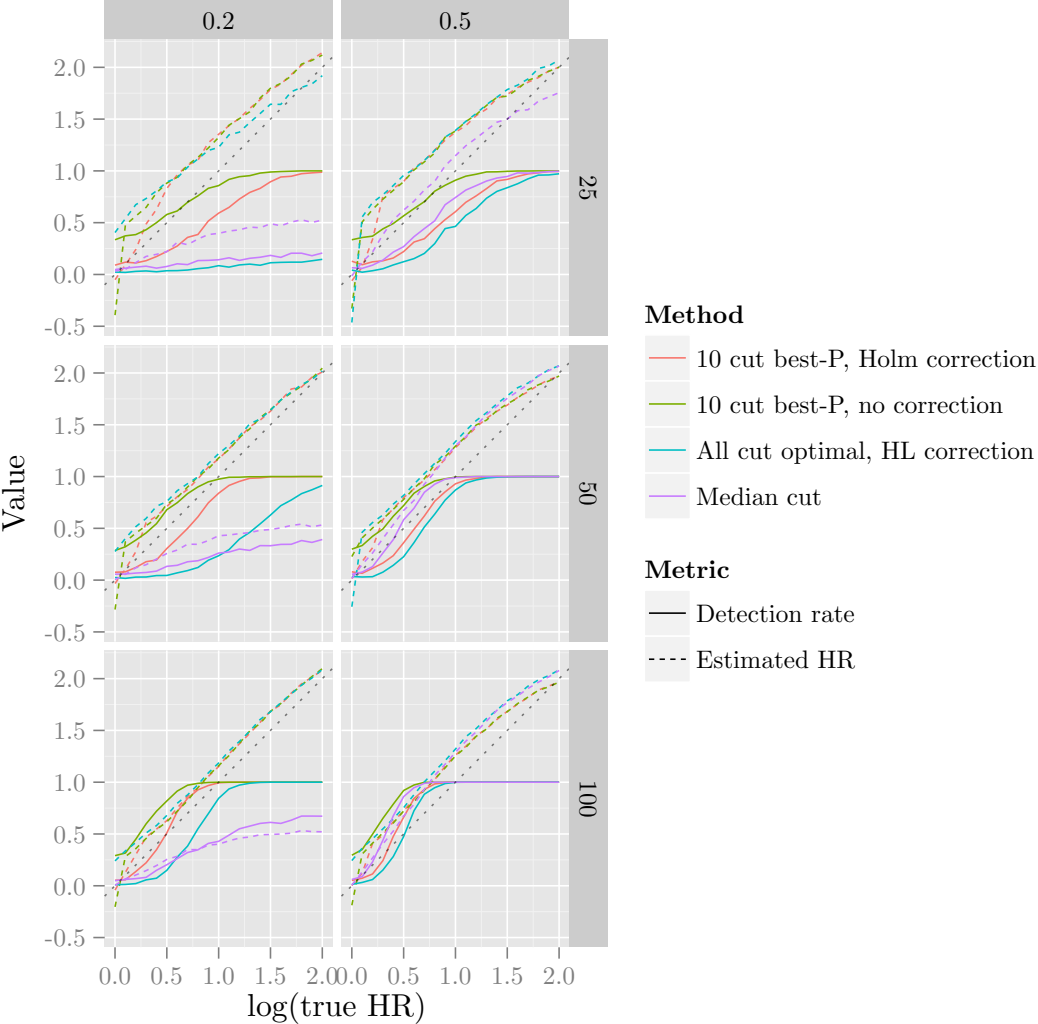 0.2 0.5
2.0
1.5
1.0
0.5
0.0
-0.5
25
2.0
1.5
1.0
0.5
0.0
-0.5
50
2.0
1.5
1.0
0.5
0.0
-0.5
100
0.0 0.5 1.0 1.5 2.0 0.0 0.5 1.0 1.5 2.0
log(true HR)
Value
Method
10 cut best-P, Holm correction
10 cut best-P, no correction
All cut optimal, HL correction
Median cut
Metric
Detection rate
Estimated HR